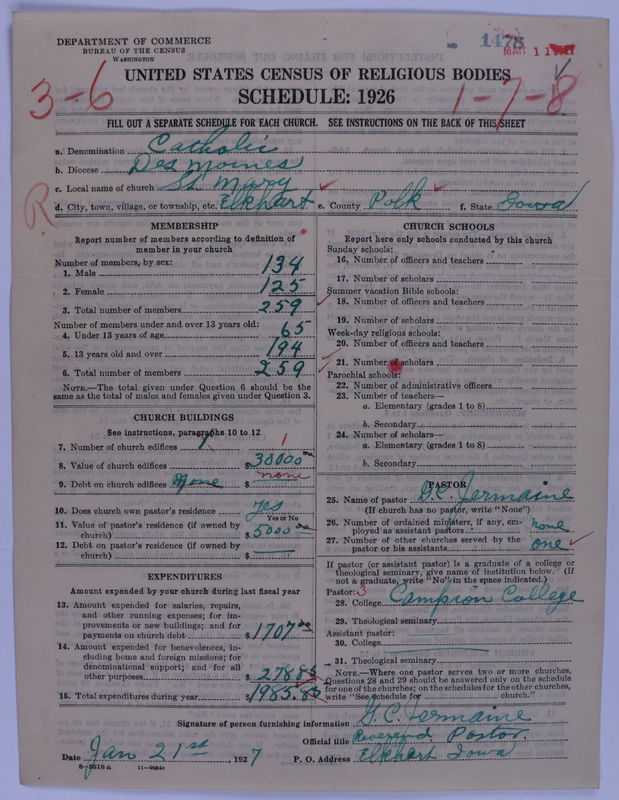 DEPARTMENT OF COMMERCE
BUREAU OF THE CENSUS
WASHINGTON
1478
MAR 11
3-6
1-7-8
UNITED STATES CENSUS OF RELIGIOUS BODIES
SCHEDULE: 1926
FILL OUT A SEPARATE SCHEDULE FOR EACH CHURCH. SEE INSTRUCTIONS ON THE BACK OF THIS SHEET
a. Denomination Catholic
b. Diocese Des Moines
c. Local name of church St. Mary
R
d. City, town, village, or township, etc. Elkhart e. County Polk f. State Iowa
MEMBERSHIP
Report number of members according to definition of
member in your church
Number of members, by sex:
1. Male 134
2. Female 125
3. Total number of members 259
Number of members under and over 13 years old:
4. Under 13 years of age 65
5. 13 years old and over 194
6. Total number of members 259
NOTE.—The total given under Question 6 should be the
same as the total of males and females given under Question 3.
CHURCH BUILDINGS
See instructions, paragraphs 10 to 12
7. Number of church edifices 1 1
8. Value of church edifices $30000.00
9. Debt on church edifices None $ none
10. Does church own pastor's residence yes
Yes or No
11. Value of pastor's residence (if owned by
church) $5000.00
12. Debt on pastor's residence (if owned by
church) $
EXPENDITURES
Amount expended by your church during last fiscal year
13. Amount expended for salaries, repairs,
and other running expenses; for im-
provements or new buildings; and for
payments on church debt $1707.00
14. Amount expended for benevolences, in-
cluding home and foreign missions; for
denominational support; and for all
other purposes $278.85
15. Total expenditures during year $1985.85
CHURCH SCHOOLS
Report here only schools conducted by this church
Sunday schools:
16. Number of officers and teachers
17. Number of scholars
Summer vacation Bible schools:
18. Number of officers and teachers
19. Number of scholars
Week-day religious schools:
20. Number of officers and teachers
21. Number of scholars
Parochial schools:
22. Number of administrative officers
23. Number of teachers—
a. Elementary (grades 1 to 8)
b. Secondary
24. Number of scholars—
a. Elementary (grades 1 to 8)
b. Secondary
PASTOR
25. Name of pastor G. C. Jermaine
(If church has no pastor, write "None")
26. Number of ordained ministers, if any, em-
ployed as assistant pastors none
27. Number of other churches served by the
pastor or his assistants one
If pastor (or assistant pastor) is a graduate of a college or
theological seminary, give name of institution below. (If
not a graduate, write "No" in the space indicated.)
Pastor: 3
28. College Campion College
29. Theological seminary
Assistant pastor:
30. College
31. Theological seminary
NOTE.—Where one pastor serves two or more churches,
Questions 28 and 29 should be answered only on the schedule
for one of the churches; on the schedules for the other churches,
write "See schedule for church."
Signature of person furnishing information G. C. Jermaine
Official title Reverend Pastor.
Date Jan 21st, 1927 P. O. Address Elkhart Iowa
8-5518a 11-9054a